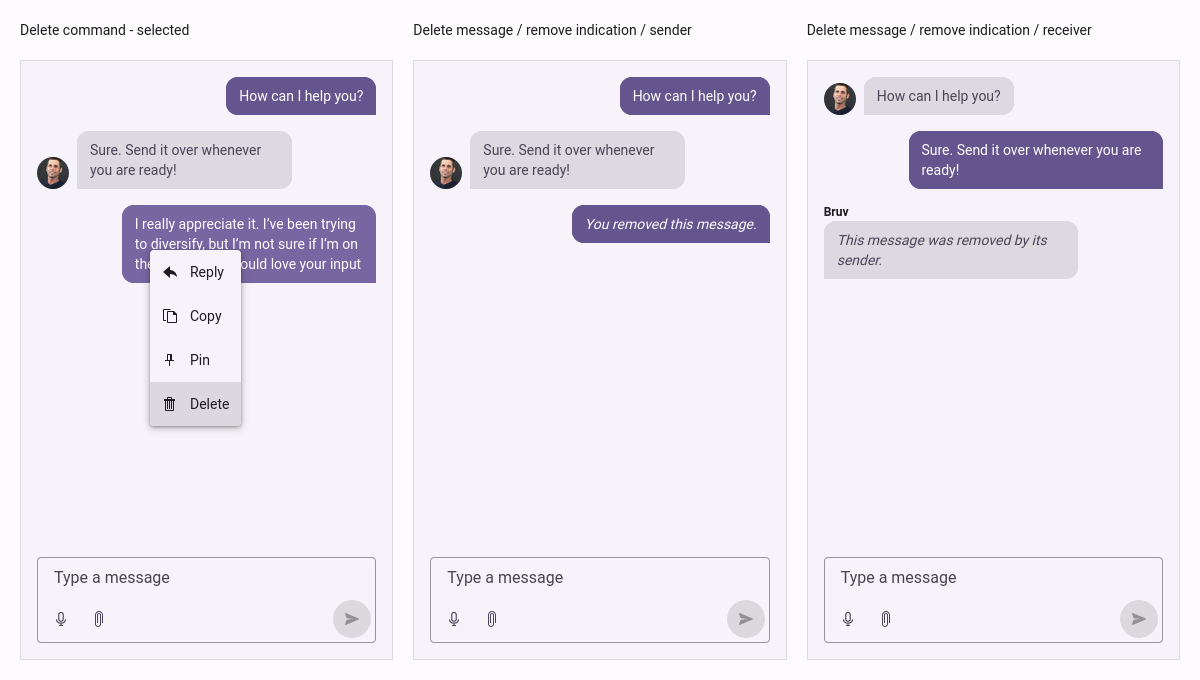 Delete command - selected
How can I help you?
Sure. Send it over whenever
you are ready!
I really appreciate it. I've been trying
to diversify, but I'm not sure if I'm on
the
ould love your input
Reply
Copy
Pin
Delete
Type a message
Delete message / remove indication / sender
How can I help you?
Sure. Send it over whenever
you are ready!
You removed this message.
Type a message
Delete message / remove indication / receiver
How can I help you?
Sure. Send it over whenever you are
ready!
Bruv
This message was removed by its
sender.
Type a message